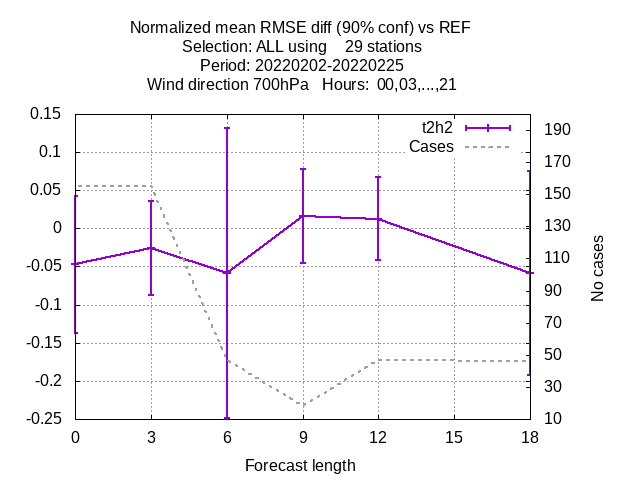 Normalized mean RMSE diff (90% conf) vs REF
Selection: ALL using    29 stations
Period: 20220202-20220225
Wind direction 700hPa   Hours:  00,03,...,21
t2h2
Cases
0.15
0.1
0.05
0
-0.05
-0.1
-0.15
-0.2
-0.25
190
170
150
130
110
90
70
50
30
10
No cases
0 3 6 9 12 15 18
Forecast length